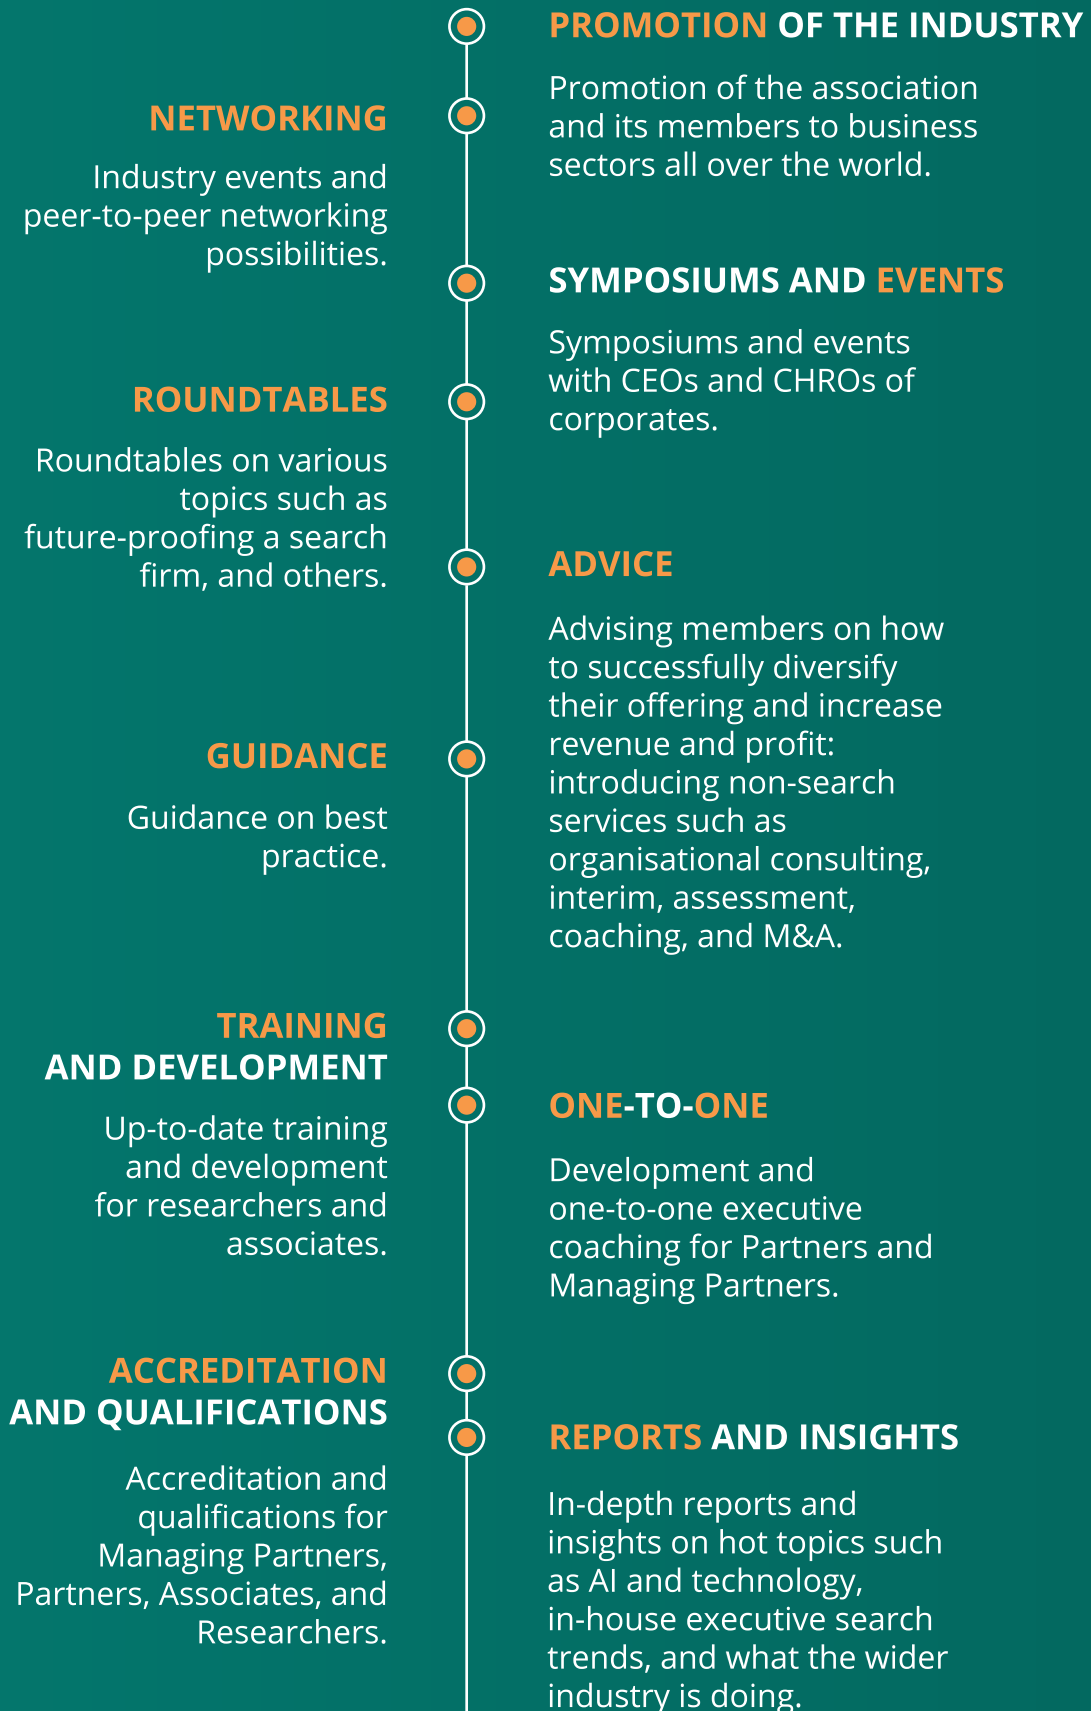 PROMOTION OF THE INDUSTRY
Promotion of the association
and its members to business
sectors all over the world.
NETWORKING
Industry events and
peer-to-peer networking
possibilities.
SYMPOSIUMS AND EVENTS
Symposiums and events
with CEOs and CHROs of
corporates.
ROUNDTABLES
Roundtables on various
topics such as
future-proofing a search
firm, and others.
ADVICE
Advising members on how
to successfully diversify
their offering and increase
revenue and profit:
introducing non-search
services such as
organisational consulting,
interim, assessment,
coaching, and M&A.
GUIDANCE
Guidance on best
practice.
TRAINING
AND DEVELOPMENT
Up-to-date training
and development
for researchers and
associates.
ONE-TO-ONE
Development and
one-to-one executive
coaching for Partners and
Managing Partners.
ACCREDITATION
AND QUALIFICATIONS
Accreditation and
qualifications for
Managing Partners,
Partners, Associates, and
Researchers.
REPORTS AND INSIGHTS
In-depth reports and
insights on hot topics such
as AI and technology,
in-house executive search
trends, and what the wider
industry is doing.